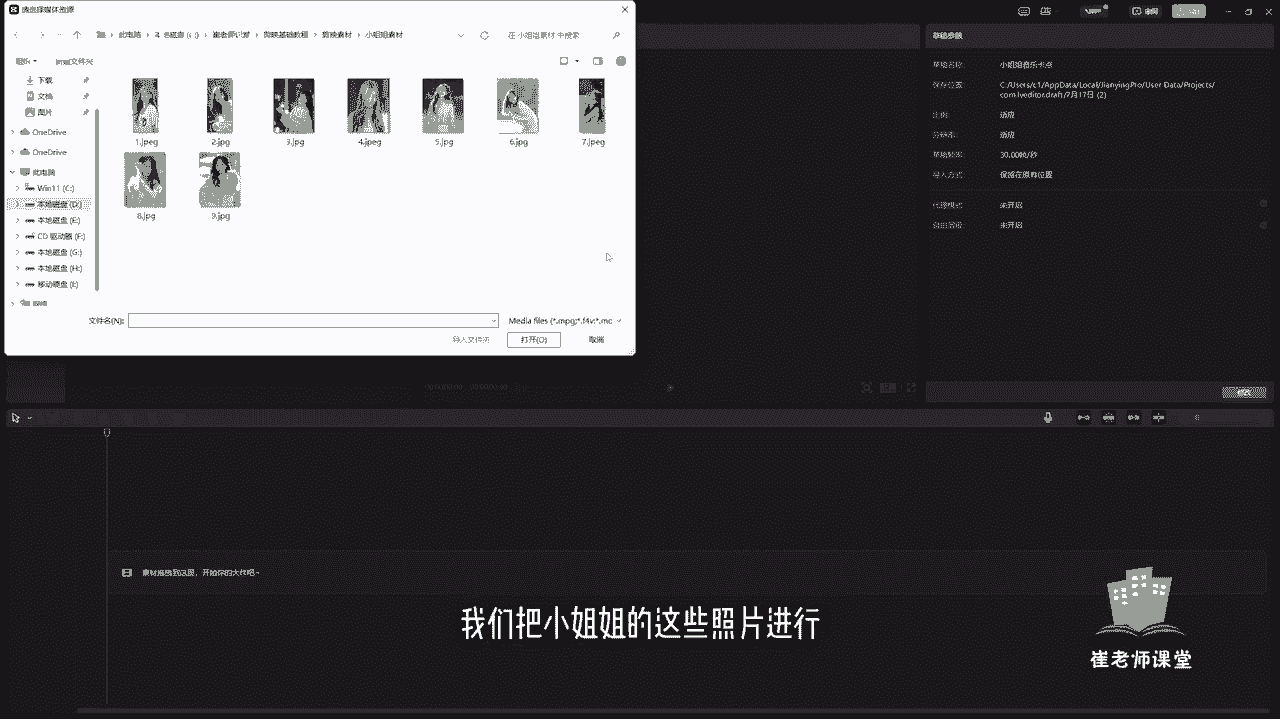 请选择媒体资源
此电脑 › 本地磁盘 (D:) › 崔老师课堂 › 剪映基础教程 › 剪映素材 › 小姐姐素材
在 小姐姐素材 中搜索
组织
新建文件夹
下载
文档
图片
OneDrive
OneDrive
此电脑
Win11 (C:)
本地磁盘 (D:)
本地磁盘 (E:)
CD 驱动器 (F:)
本地磁盘 (G:)
本地磁盘 (H:)
移动硬盘 (I:)
网络
1.jpeg
2.jpg
3.jpg
4.jpeg
5.jpg
6.jpg
7.jpeg
8.jpg
9.jpg
文件名(N):
Media files (*.mpg;*.f4v;*.mo
导入文件夹
打开(O)
取消
草稿参数
草稿名称: 小姐姐音乐卡点
保存位置: C:/Users/c1/AppData/Local/JianyingPro/User Data/Projects/
com.lveditor.draft/7月17日 (2)
比例: 适应
分辨率: 适应
草稿帧率: 30.00帧/秒
导入方式: 保留在原有位置
代理模式: 未开启
未开启
修改
素材拖拽到这里，开始你的大作吧~
我们把小姐姐的这些照片进行
崔老师课堂